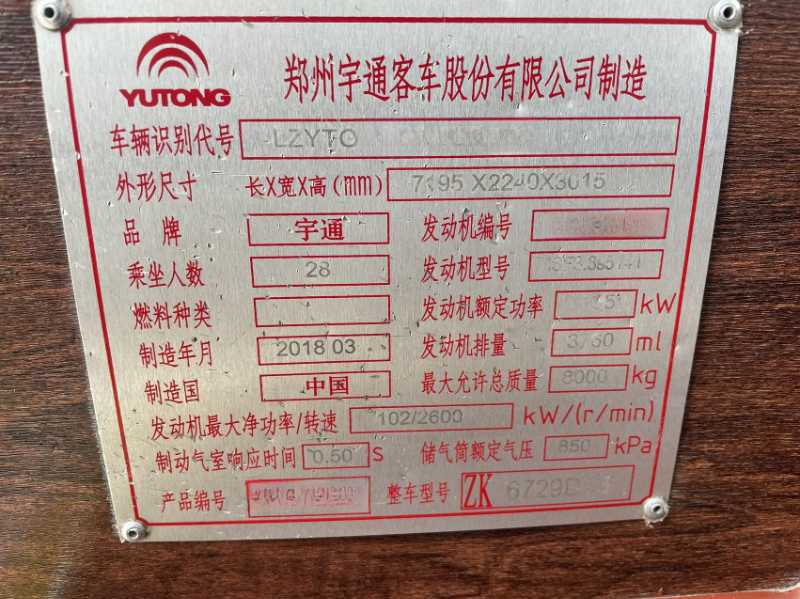 YUTONG
郑州宇通客车股份有限公司制造
车辆识别代号 LZYTC
外形尺寸 长X宽X高(mm) 7195 X2240X3015
品牌 宇通 发动机编号
乘坐人数 28 发动机型号
燃料种类 发动机额定功率 kW
制造年月 2018 03 发动机排量 3760 ml
制造国 中国 最大允许总质量 8000 kg
发动机最大净功率/转速 102/2600 kW/(r/min)
制动气室响应时间 0.50 S 储气筒额定气压 850 kPa
产品编号 整车型号 ZK 6729D